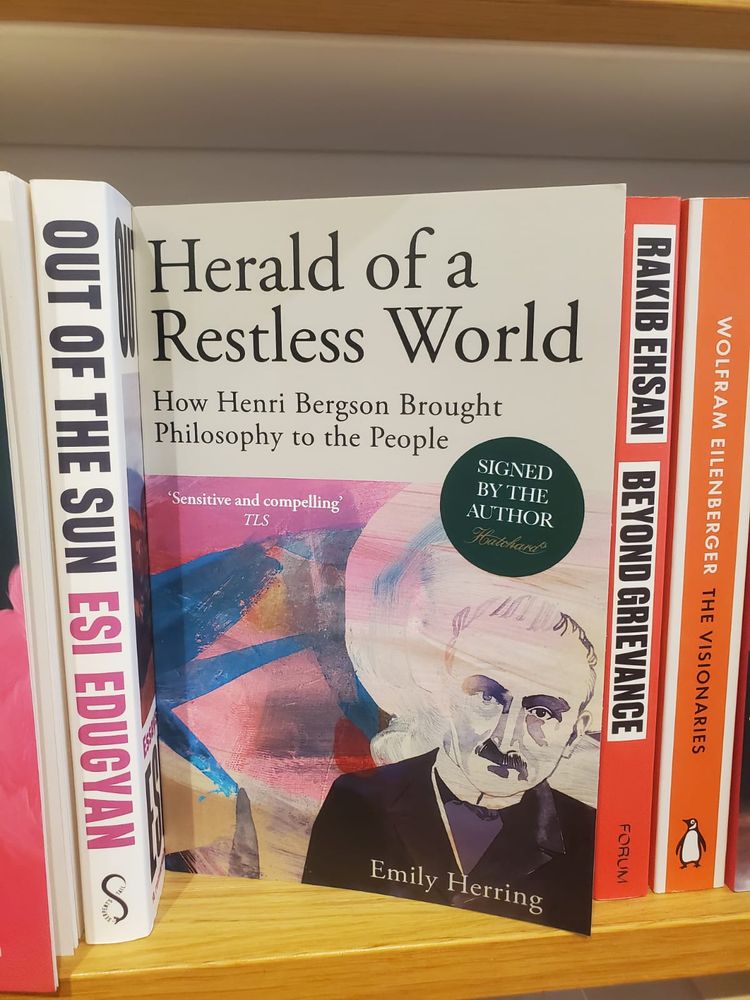 OUT OF THE SUN ESI EDUGYAN
Herald of a
Restless World
How Henri Bergson Brought
Philosophy to the People
‘Sensitive and compelling’
TLS
SIGNED
BY THE
AUTHOR
Hatchards
Emily Herring
RAKIB EHSAN BEYOND GRIEVANCE
FORUM
WOLFRAM EILENBERGER THE VISIONARIES